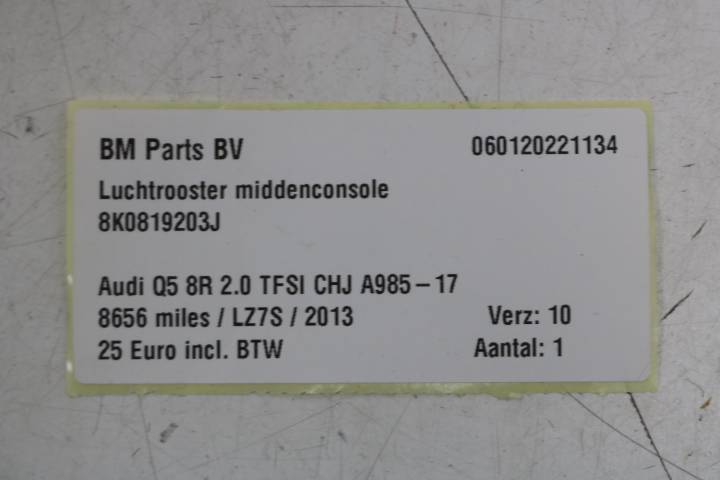 BM Parts BV 060120221134
Luchtrooster middenconsole
8K0819203J
Audi Q5 8R 2.0 TFSI CHJ A985-17
8656 miles / LZ7S / 2013 Verz: 10
25 Euro incl. BTW Aantal: 1